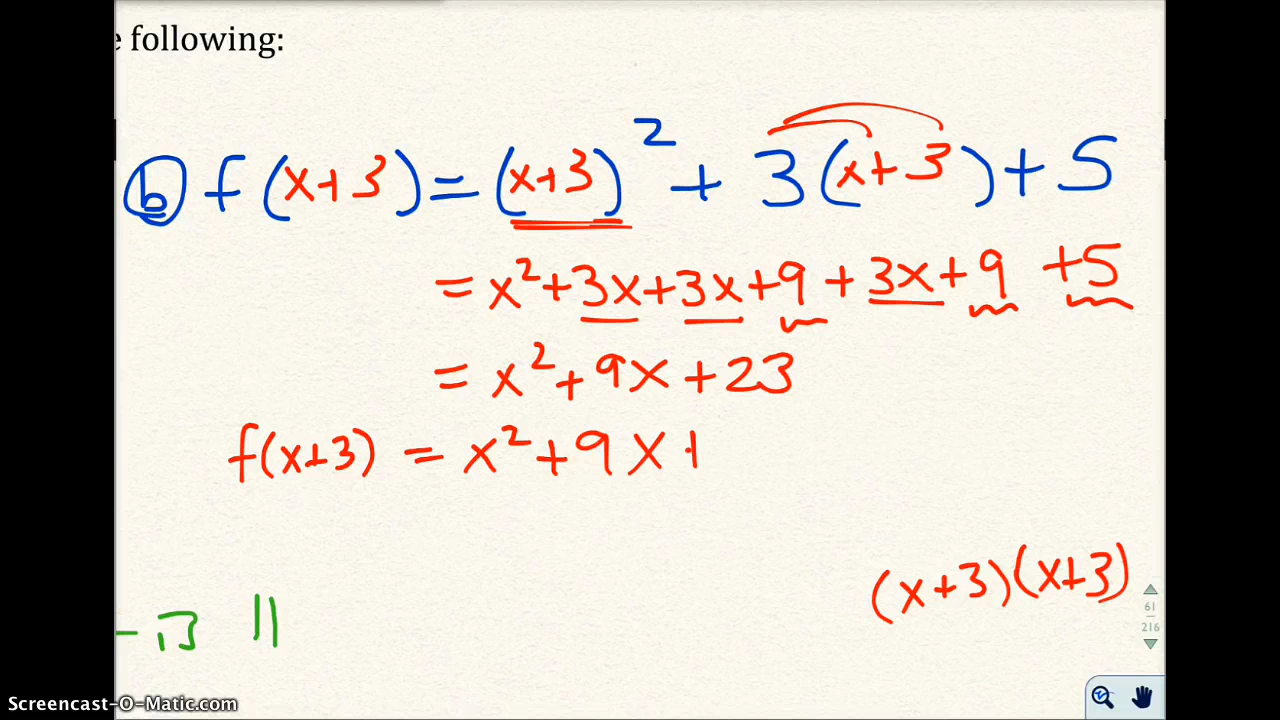 e following:
b f(x+3) = (x+3)² + 3(x+3) + 5
= x² + 3x + 3x + 9 + 3x + 9 + 5
= x² + 9x + 23
f(x+3) = x² + 9x +
(x+3)(x+3)
61
216
Screencast-O-Matic.com